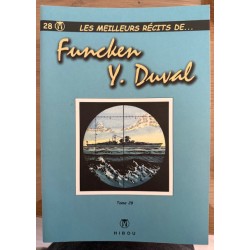 28 LES MEILLEURS RÉCITS DE...
Funcken
Y. Duval
Tome 28
HIBOU